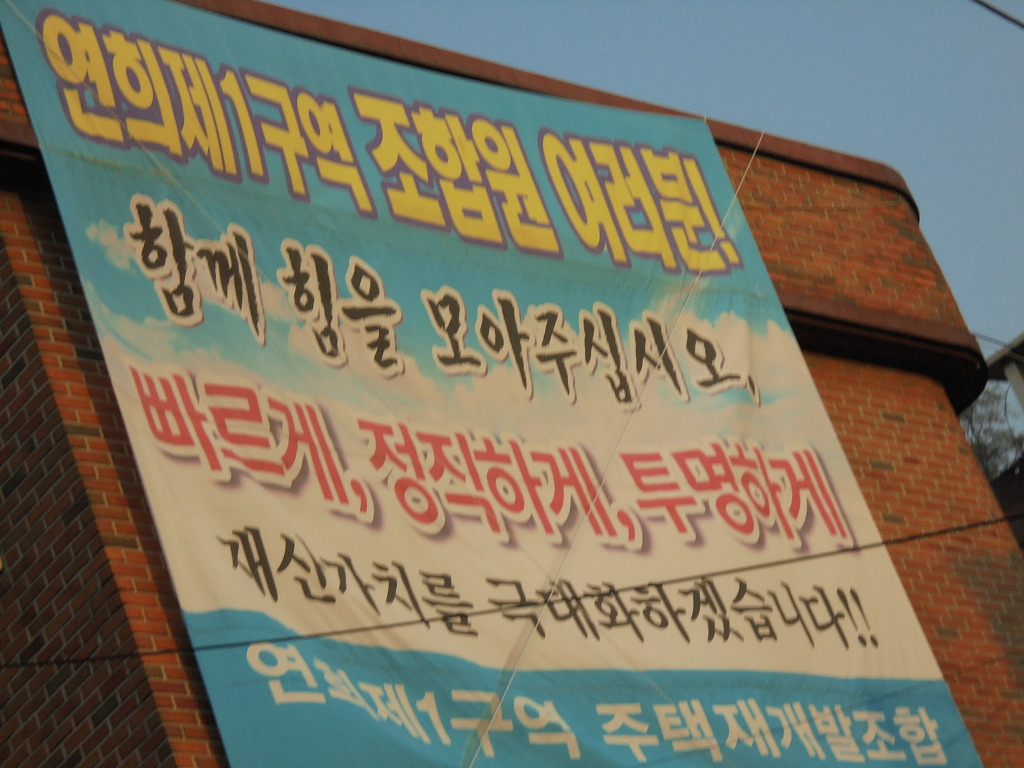 연희제1구역 조합원 여러분!
함께 힘을 모아주십시오,
빠르게, 정직하게, 투명하게
재산가치를 극대화하겠습니다!!
연희제1구역 주택재개발조합